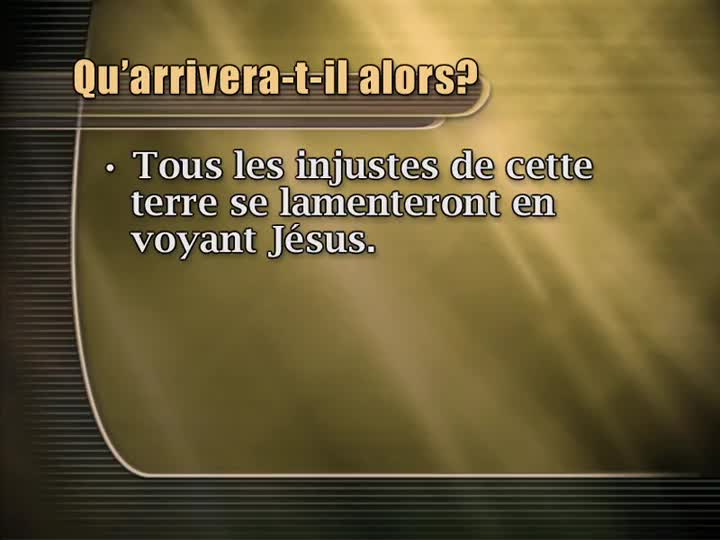 Qu’arrivera-t-il alors?
• Tous les injustes de cette
terre se lamenteront en
voyant Jésus.